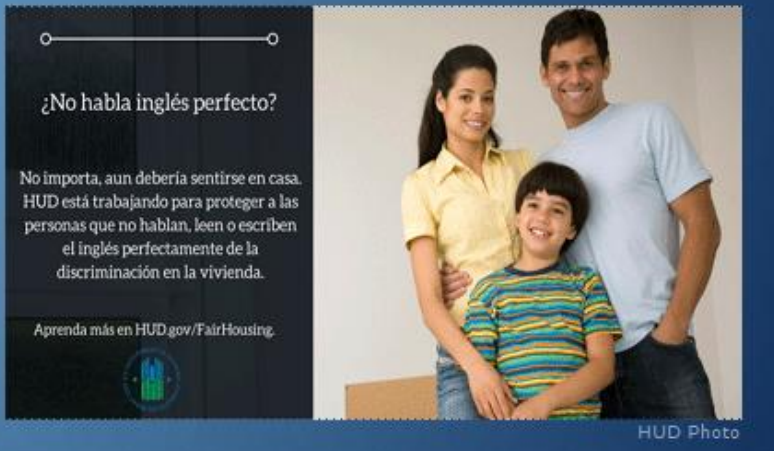 ¿No habla inglés perfecto?
No importa, aun debería sentirse en casa.
HUD está trabajando para proteger a las
personas que no hablan, leen o escriben
el inglés perfectamente de la
discriminación en la vivienda.
Aprenda más en HUD.gov/FairHousing.
HUD Photo